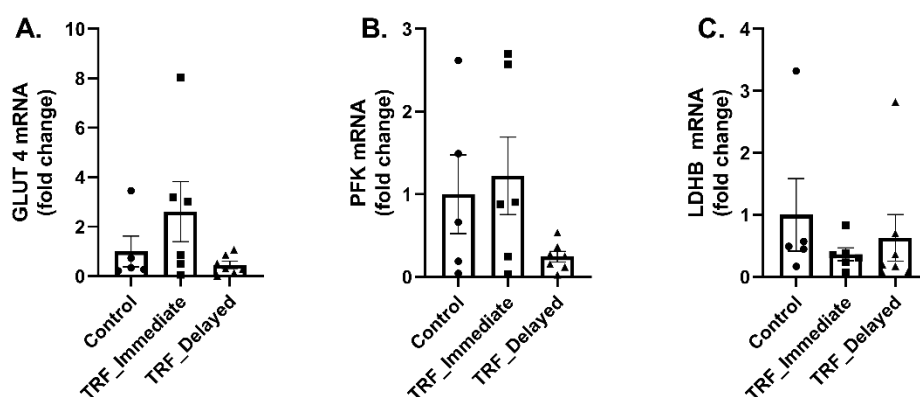 A.
GLUT 4 mRNA
(fold change)
10
8
6
4
2
0
Control
TRF_Immediate
TRF_Delayed
B.
PFK mRNA
(fold change)
3
2
1
0
Control
TRF_Immediate
TRF_Delayed
C.
LDHB mRNA
(fold change)
4
3
2
1
0
Control
TRF_Immediate
TRF_Delayed